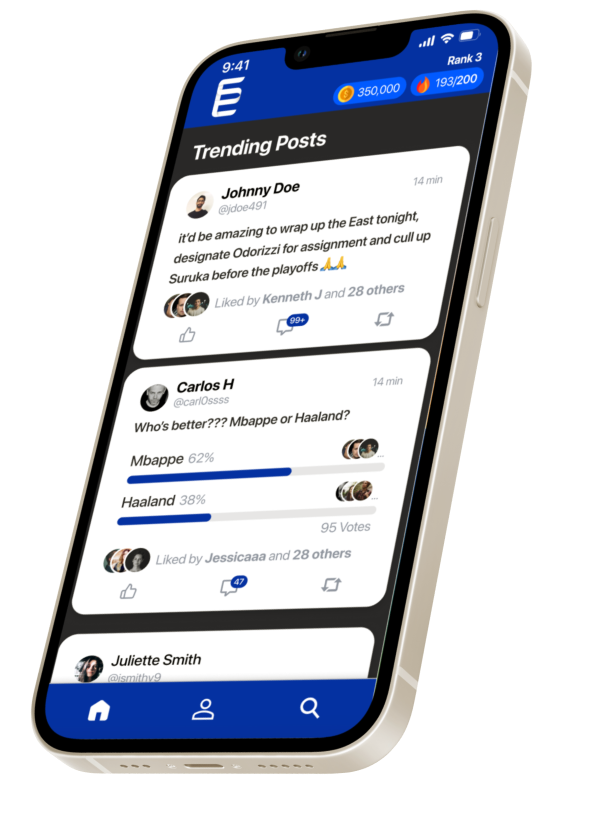 9:41
Rank 3
350,000
193/200
Trending Posts
Johnny Doe
14 min
@jdoe491
it'd be amazing to wrap up the East tonight,
designate Odorizzi for assignment and cull up
Suruka before the playoffs 🙏🙏
Liked by Kenneth J and 28 others
99+
Carlos H
14 min
@carl0ssss
Who's better??? Mbappe or Haaland?
Mbappe 62%
...
Haaland 38%
...
95 Votes
Liked by Jessicaaa and 28 others
47
Juliette Smith
@jsmithy9